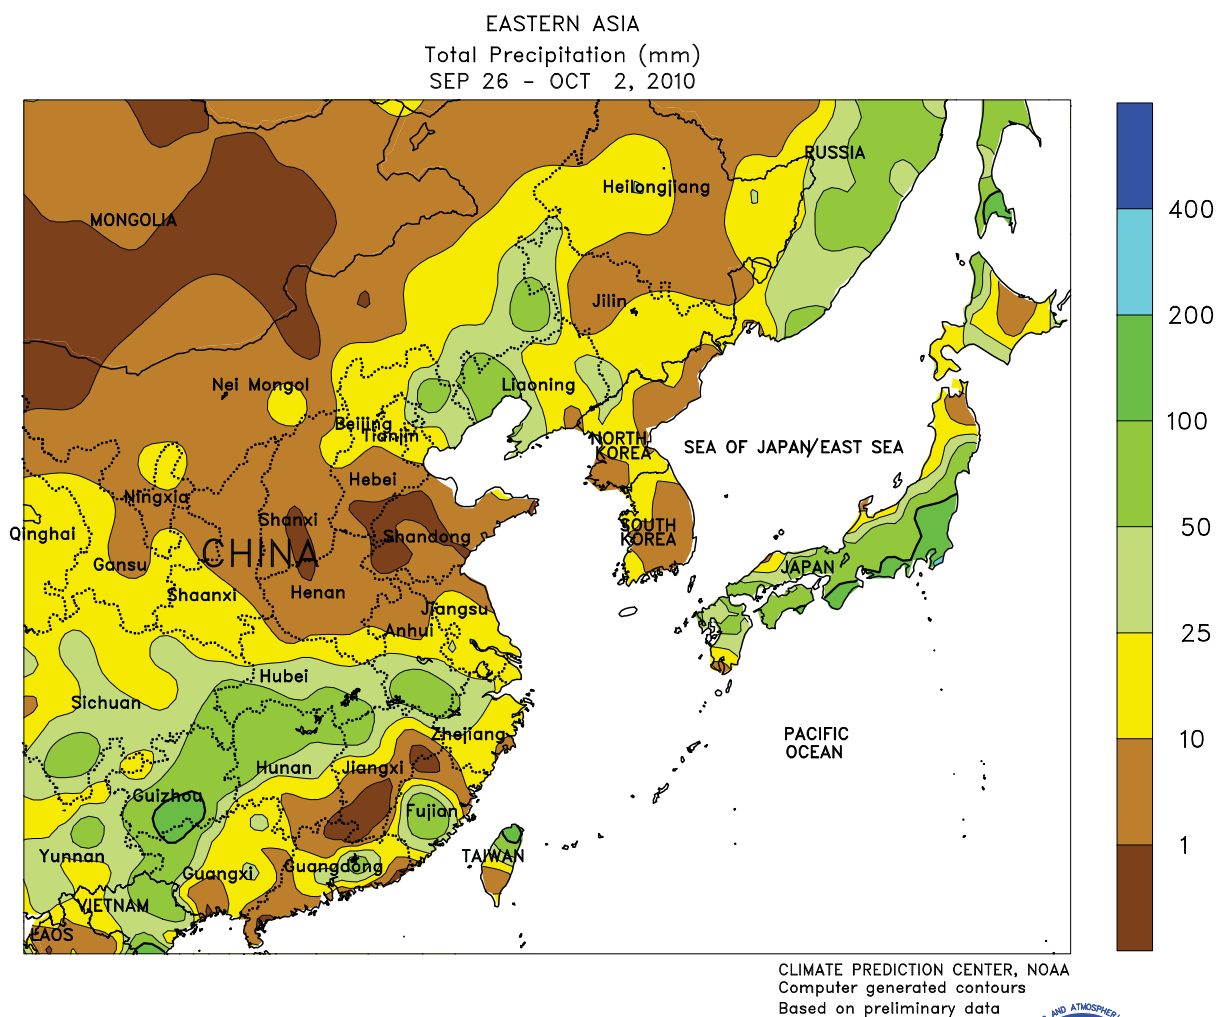 EASTERN ASIA
Total Precipitation (mm)
SEP 26 - OCT 2, 2010
RUSSIA
Heilongjiang
MONGOLIA
400
Jilin
200
Nei Mongol
Liaoning
Beijing
Tianjin
100
NORTH
KOREA
SEA OF JAPAN/EAST SEA
Hebei
Ningxia
Shanxi
SOUTH
KOREA
50
Qinghai
Shandong
CHINA
Gansu
JAPAN
Shaanxi
Henan
Jiangsu
Anhui
25
Hubei
Sichuan
Zhejiang
PACIFIC
OCEAN
10
Hunan
Jiangxi
Guizhou
Fujian
1
Yunnan
TAIWAN
Guangxi
Guangdong
VIETNAM
LAOS
CLIMATE PREDICTION CENTER, NOAA
Computer generated contours
Based on preliminary data
AND ATMOSPHERI